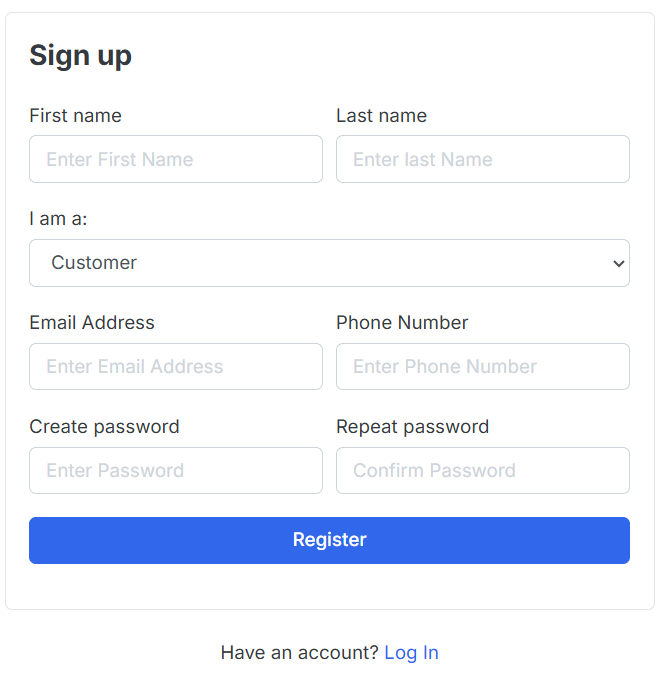 Sign up
First name Last name
Enter First Name Enter last Name
I am a:
Customer
Email Address Phone Number
Enter Email Address Enter Phone Number
Create password Repeat password
Enter Password Confirm Password
Register
Have an account? Log In